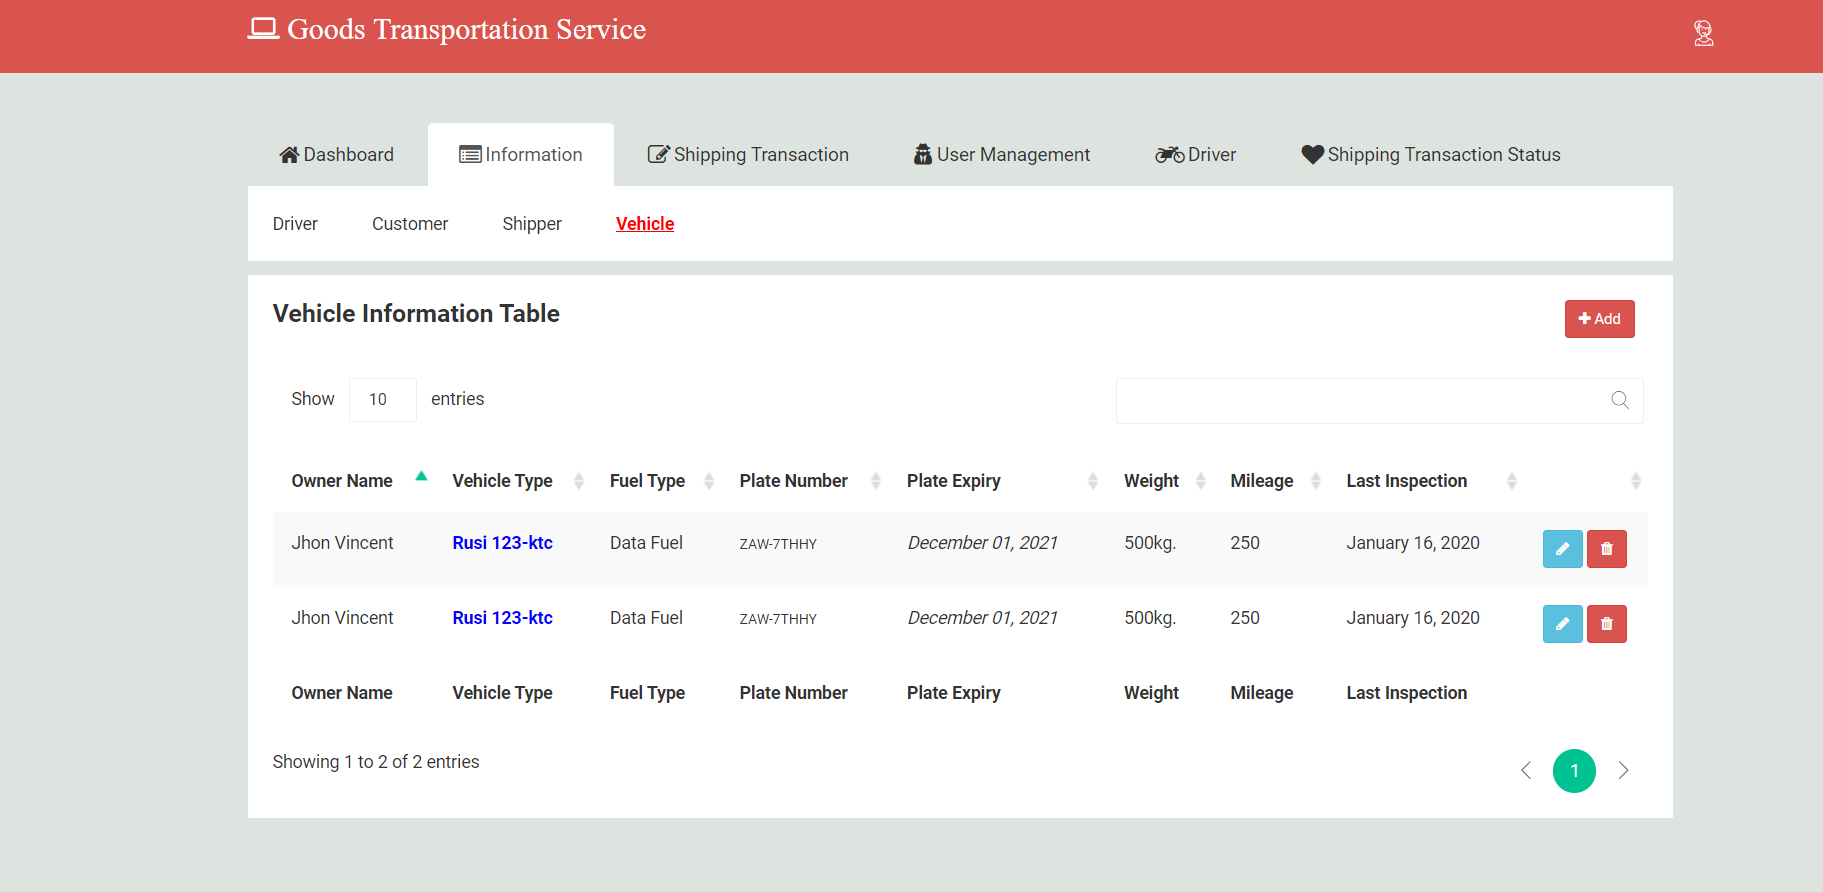 Goods Transportation Service
Dashboard Information Shipping Transaction User Management Driver Shipping Transaction Status
Driver Customer Shipper Vehicle
Vehicle Information Table
Add
Show 10 entries
Owner Name Vehicle Type Fuel Type Plate Number Plate Expiry Weight Mileage Last Inspection
Jhon Vincent Rusi 123-ktc Data Fuel ZAW-7THHY December 01, 2021 500kg. 250 January 16, 2020
Jhon Vincent Rusi 123-ktc Data Fuel ZAW-7THHY December 01, 2021 500kg. 250 January 16, 2020
Owner Name Vehicle Type Fuel Type Plate Number Plate Expiry Weight Mileage Last Inspection
Showing 1 to 2 of 2 entries
1